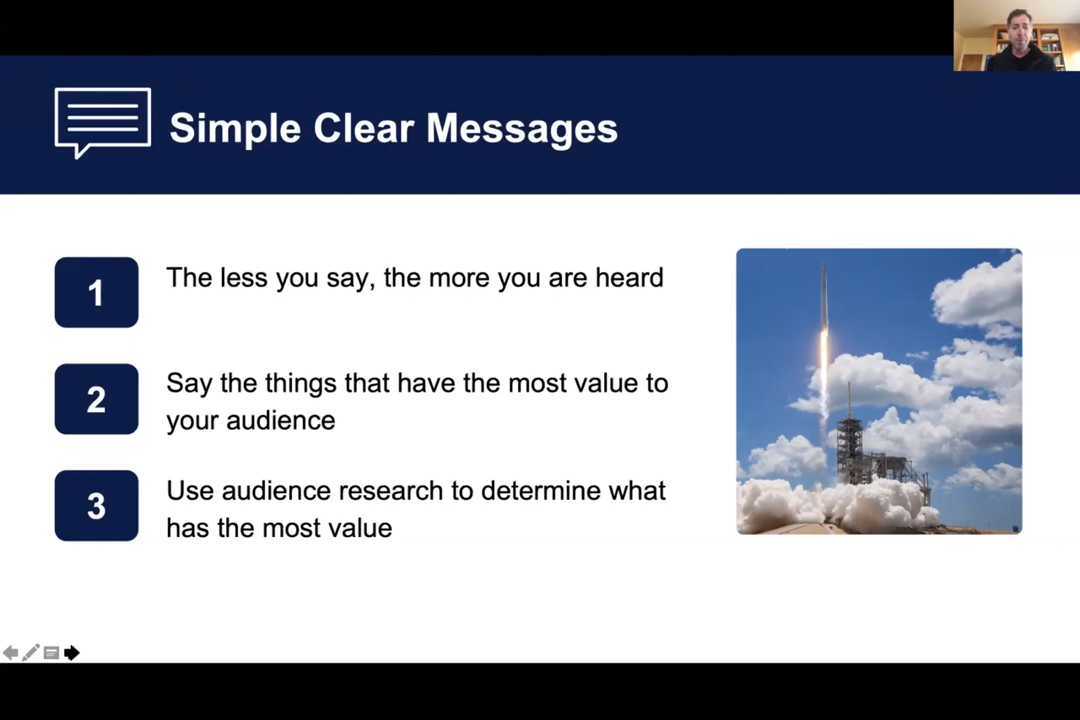 Simple Clear Messages
1
The less you say, the more you are heard
2
Say the things that have the most value to
your audience
3
Use audience research to determine what
has the most value